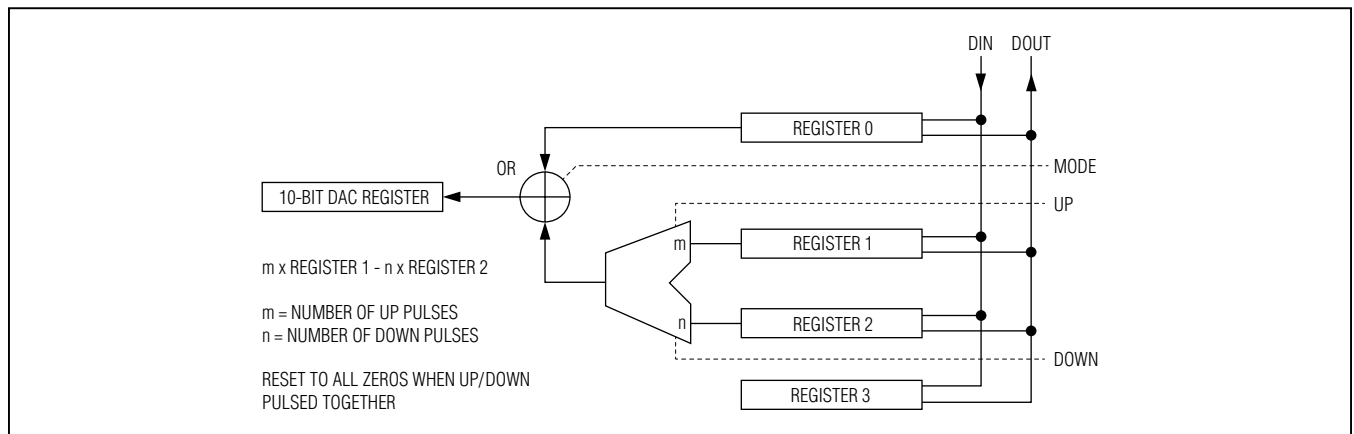 DIN DOUT
REGISTER 0
OR
MODE
10-BIT DAC REGISTER
UP
m
REGISTER 1
m x REGISTER 1 - n x REGISTER 2
m = NUMBER OF UP PULSES
n = NUMBER OF DOWN PULSES
n
REGISTER 2
DOWN
RESET TO ALL ZEROS WHEN UP/DOWN
PULSED TOGETHER
REGISTER 3